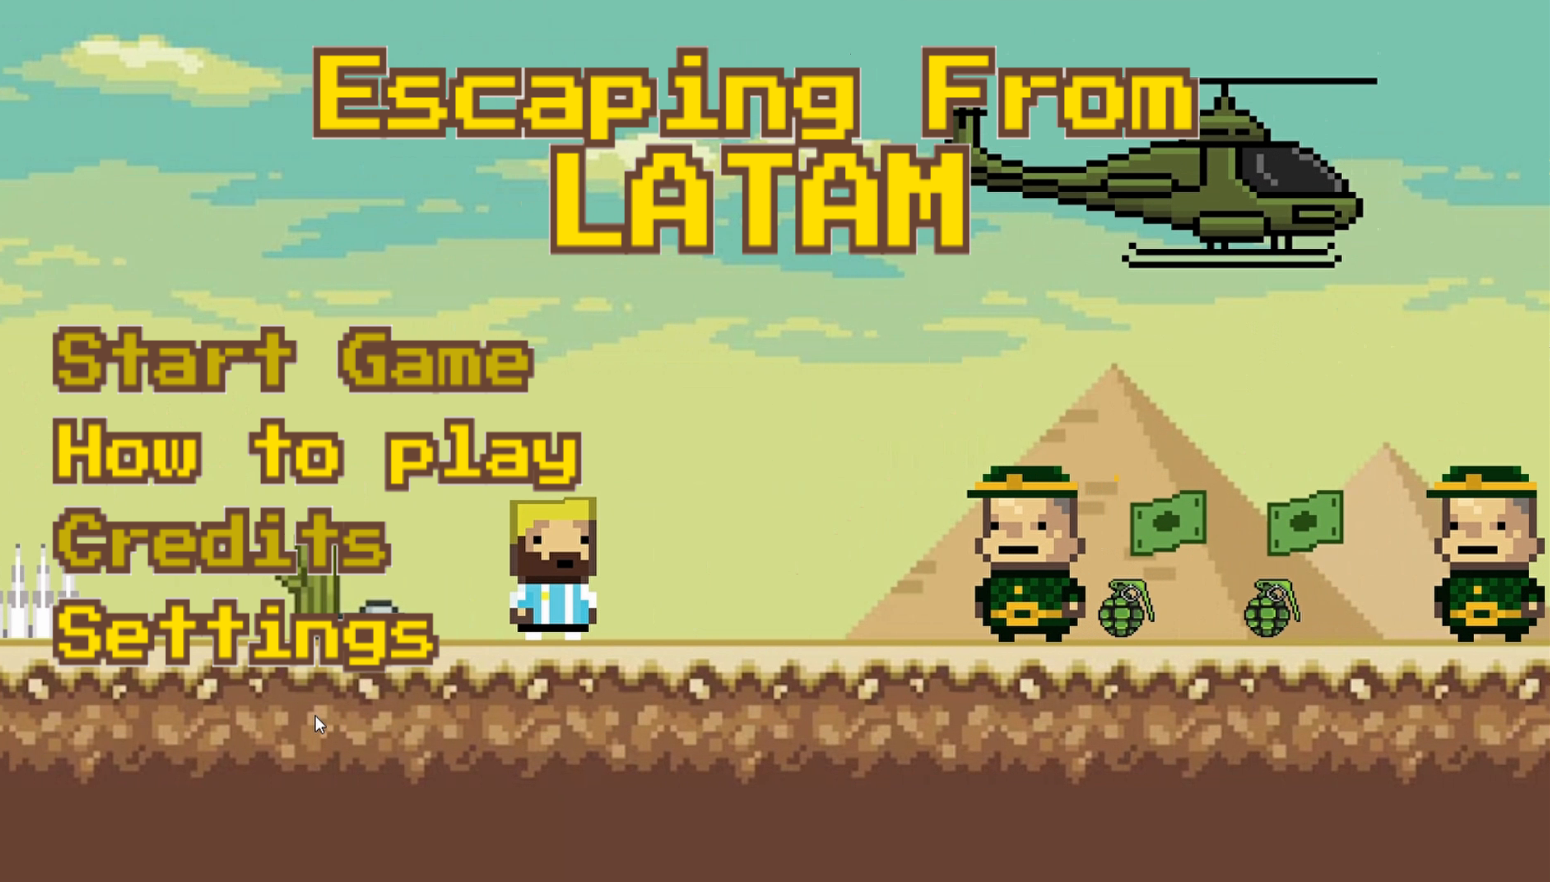 Escaping From
LATAM
Start Game
How to play
Credits
Settings